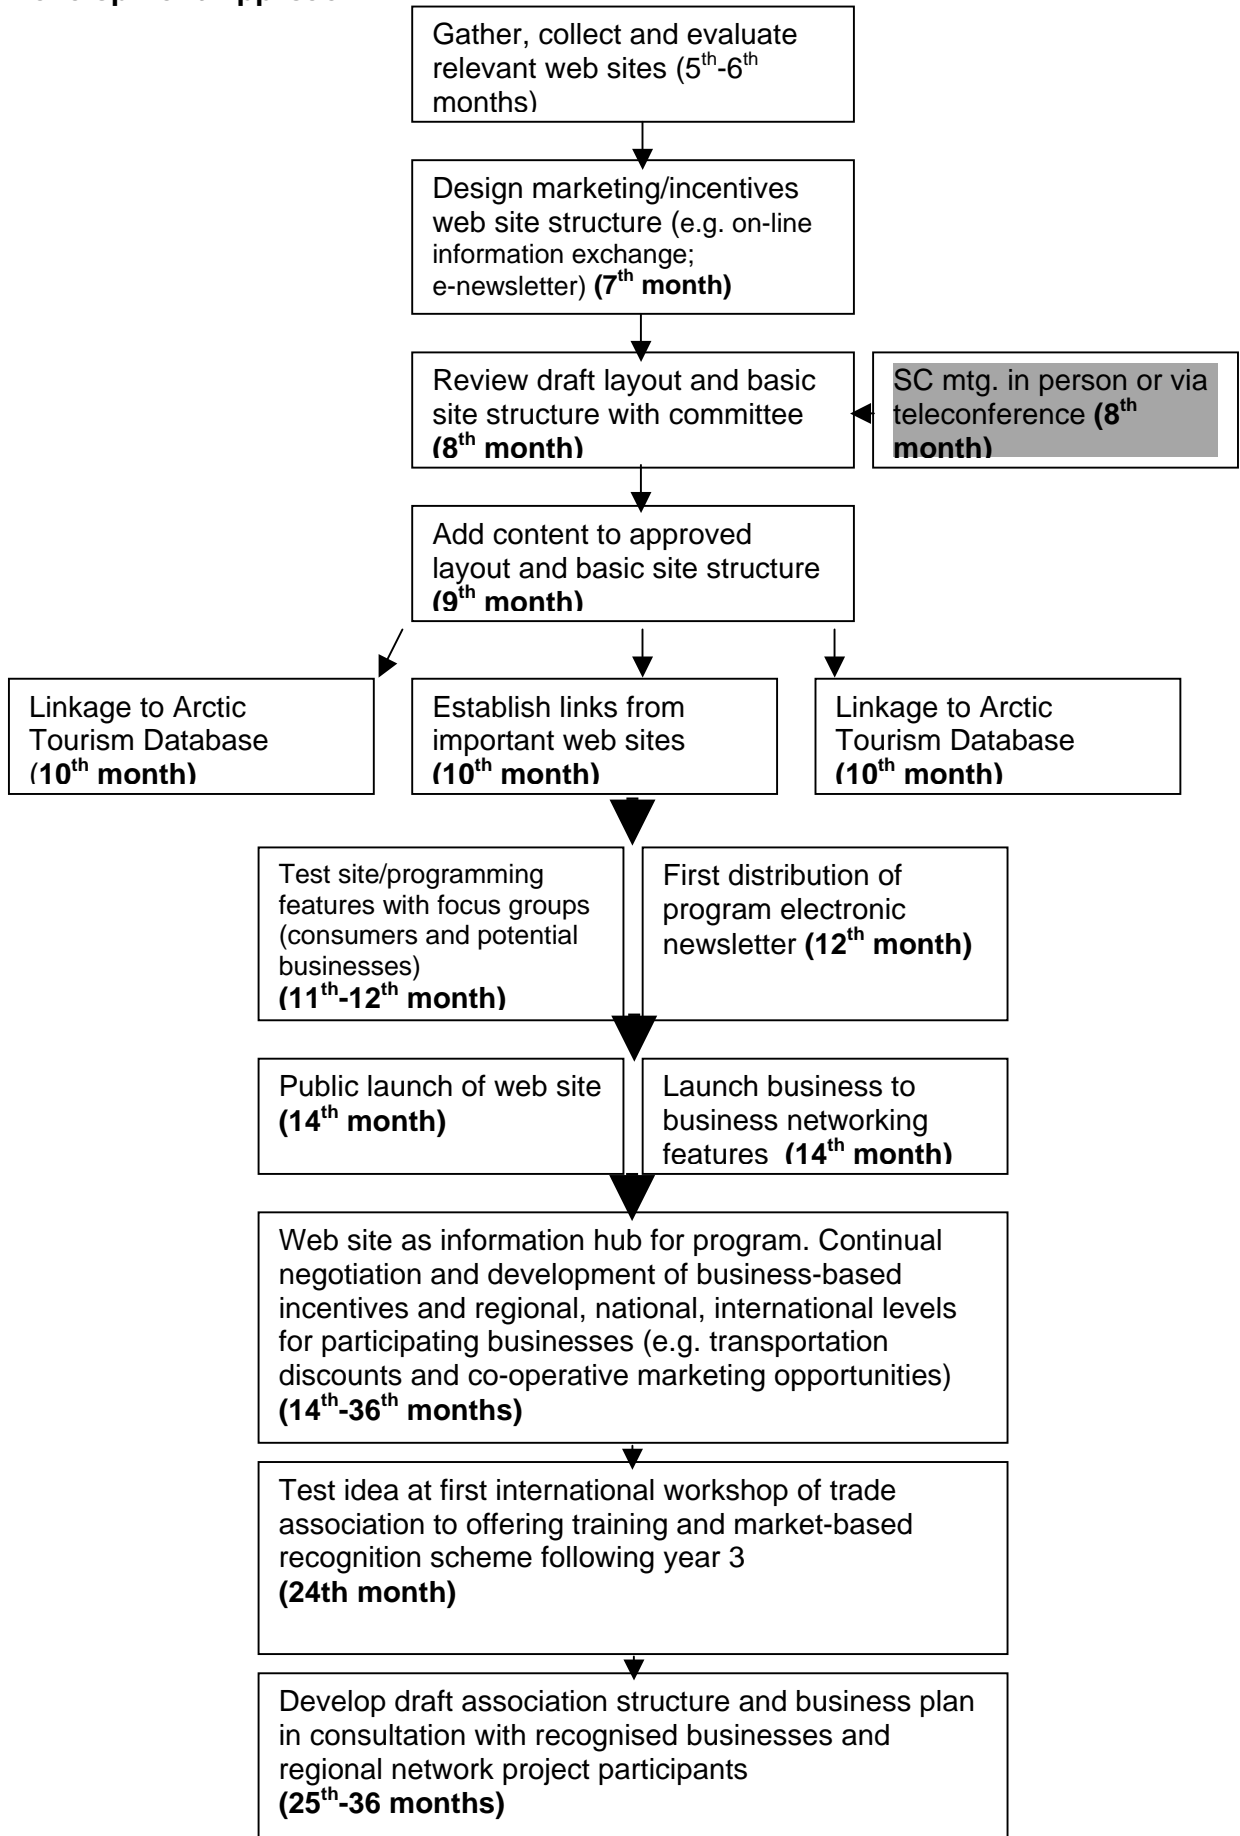 Gather, collect and evaluate
relevant web sites (5th-6th
months)
Design marketing/incentives
web site structure (e.g. on-line
information exchange;
e-newsletter) (7th month)
Review draft layout and basic
site structure with committee
(8th month)
SC mtg. in person or via
teleconference (8th
month)
Add content to approved
layout and basic site structure
(9th month)
Linkage to Arctic
Tourism Database
(10th month)
Establish links from
important web sites
(10th month)
Linkage to Arctic
Tourism Database
(10th month)
Test site/programming
features with focus groups
(consumers and potential
businesses)
(11th-12th month)
First distribution of
program electronic
newsletter (12th month)
Public launch of web site
(14th month)
Launch business to
business networking
features (14th month)
Web site as information hub for program. Continual
negotiation and development of business-based
incentives and regional, national, international levels
for participating businesses (e.g. transportation
discounts and co-operative marketing opportunities)
(14th-36th months)
Test idea at first international workshop of trade
association to offering training and market-based
recognition scheme following year 3
(24th month)
Develop draft association structure and business plan
in consultation with recognised businesses and
regional network project participants
(25th-36 months)